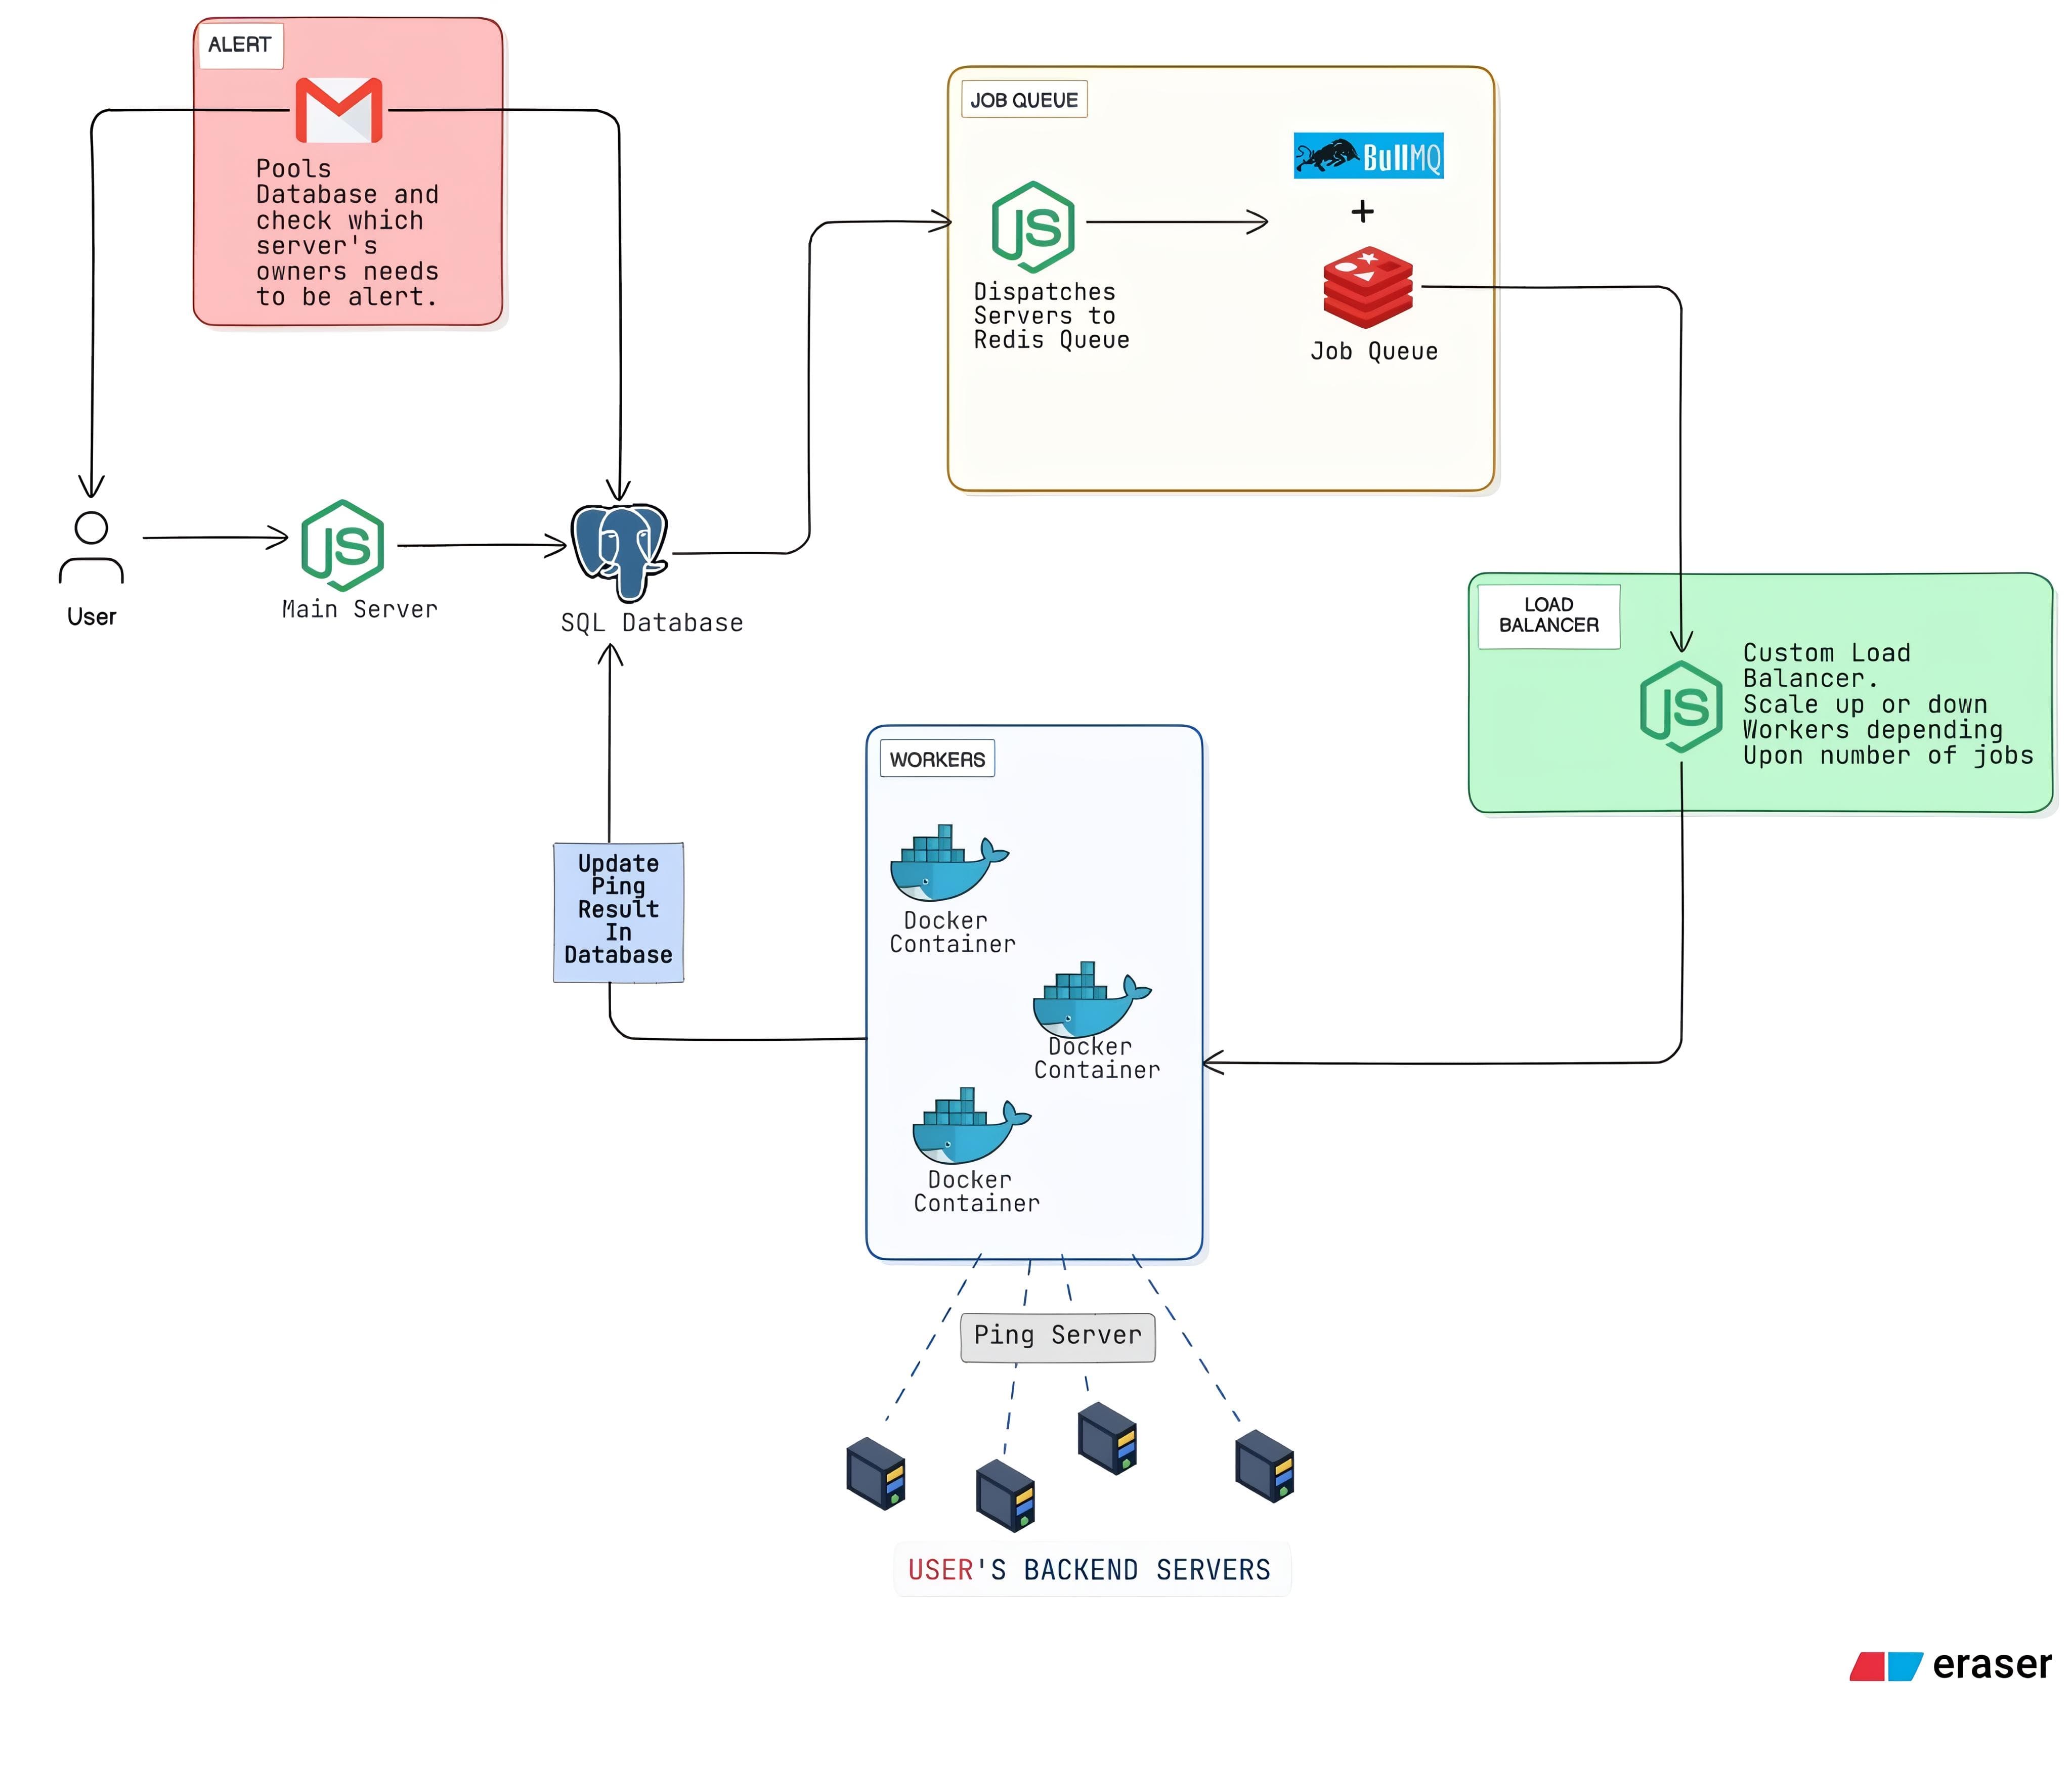 ALERT
Pools
Database and
check which
server's
owners needs
to be alert.
JOB QUEUE
BullMQ
+
JS
Dispatches
Servers to
Redis Queue
Job Queue
User
JS
Main Server
SQL Database
LOAD
BALANCER
JS
Custom Load
Balancer.
Scale up or down
Workers depending
Upon number of jobs
WORKERS
Docker
Container
Docker
Container
Docker
Container
Update
Ping
Result
In
Database
Ping Server
USER'S BACKEND SERVERS
eraser